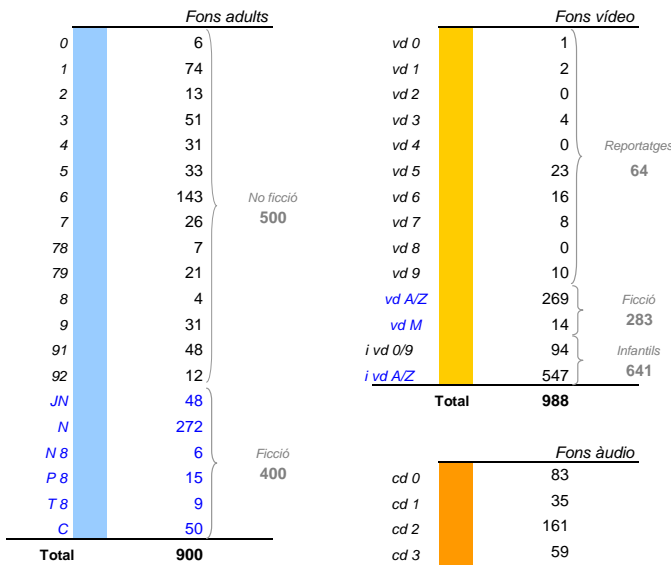 Fons adults
0 6
1 74
2 13
3 51
4 31
5 33
6 143
No ficció
7 26
500
78 7
79 21
8 4
9 31
91 48
92 12
JN 48
N 272
N 8 6
Ficció
P 8 15
400
T 8 9
C 50
Total 900
Fons vídeo
vd 0 1
vd 1 2
vd 2 0
vd 3 4
vd 4 0
Reportatges
vd 5 23
64
vd 6 16
vd 7 8
vd 8 0
vd 9 10
vd A/Z 269
Ficció
vd M 14
283
i vd 0/9 94
Infantils
i vd A/Z 547
641
Total 988
Fons àudio
cd 0 83
cd 1 35
cd 2 161
cd 3 59